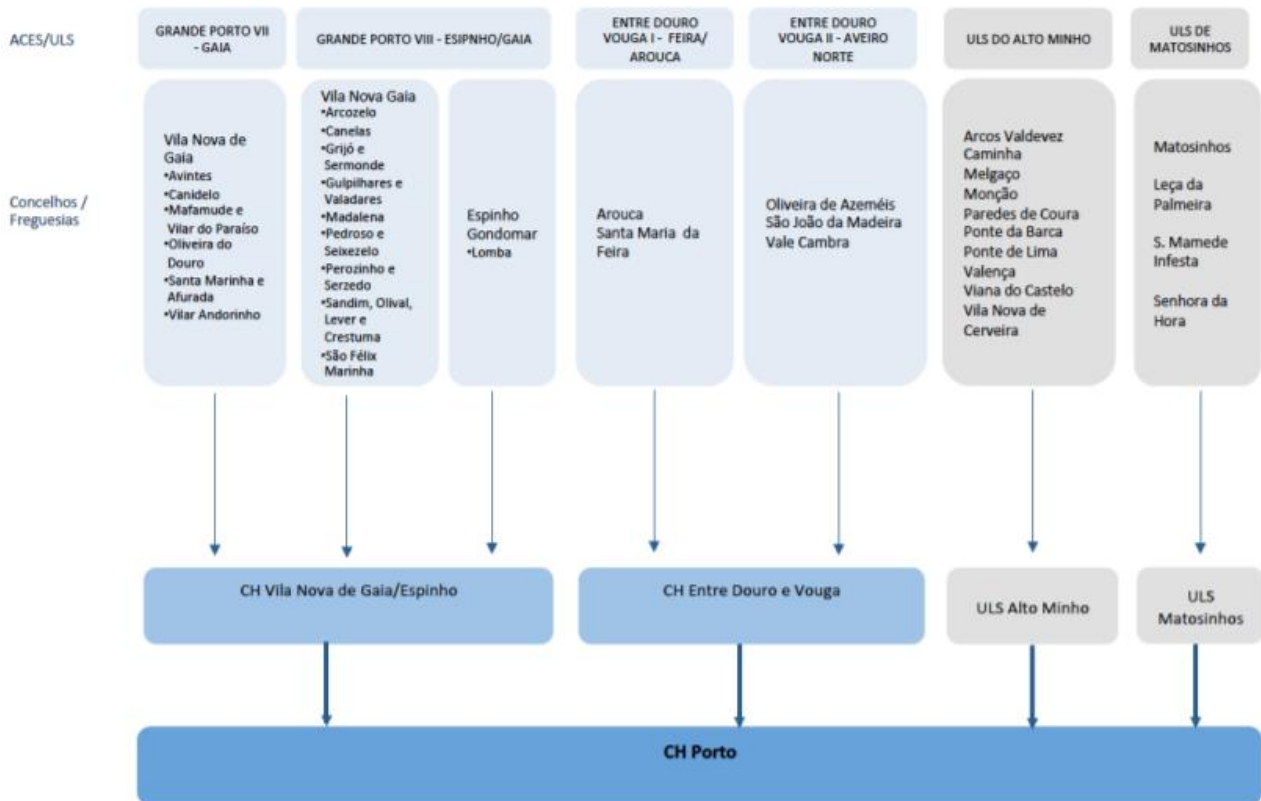 ACES/ULS
GRANDE PORTO VII
- GAIA
GRANDE PORTO VIII - ESIPNHO/GAIA
ENTRE DOURO
VOUGA I - FEIRA/
AROUCA
ENTRE DOURO
VOUGA II - AVEIRO
NORTE
ULS DO ALTO MINHO
ULS DE
MATOSINHOS
Concelhos /
Freguesias
Vila Nova de
Gaia
•Avintes
•Canidelo
•Mafamude e
Vilar do Paraíso
•Oliveira do
Douro
•Santa Marinha e
Afurada
•Vilar Andorinho
Vila Nova Gaia
•Arcozelo
•Canelas
•Grijó e
Sermonde
•Gulpilhares e
Valadares
•Madalena
•Pedroso e
Seixezelo
•Perozinho e
Serzedo
•Sandim, Olival,
Lever e
Crestuma
•São Félix
Marinha
Espinho
Gondomar
•Lomba
Arouca
Santa Maria da
Feira
Oliveira de Azeméis
São João da Madeira
Vale Cambra
Arcos Valdevez
Caminha
Melgaço
Monção
Paredes de Coura
Ponte da Barca
Ponte de Lima
Valença
Viana do Castelo
Vila Nova de
Cerveira
Matosinhos
Leça da
Palmeira
S. Mamede
Infesta
Senhora da
Hora
CH Vila Nova de Gaia/Espinho
CH Entre Douro e Vouga
ULS Alto Minho
ULS
Matosinhos
CH Porto